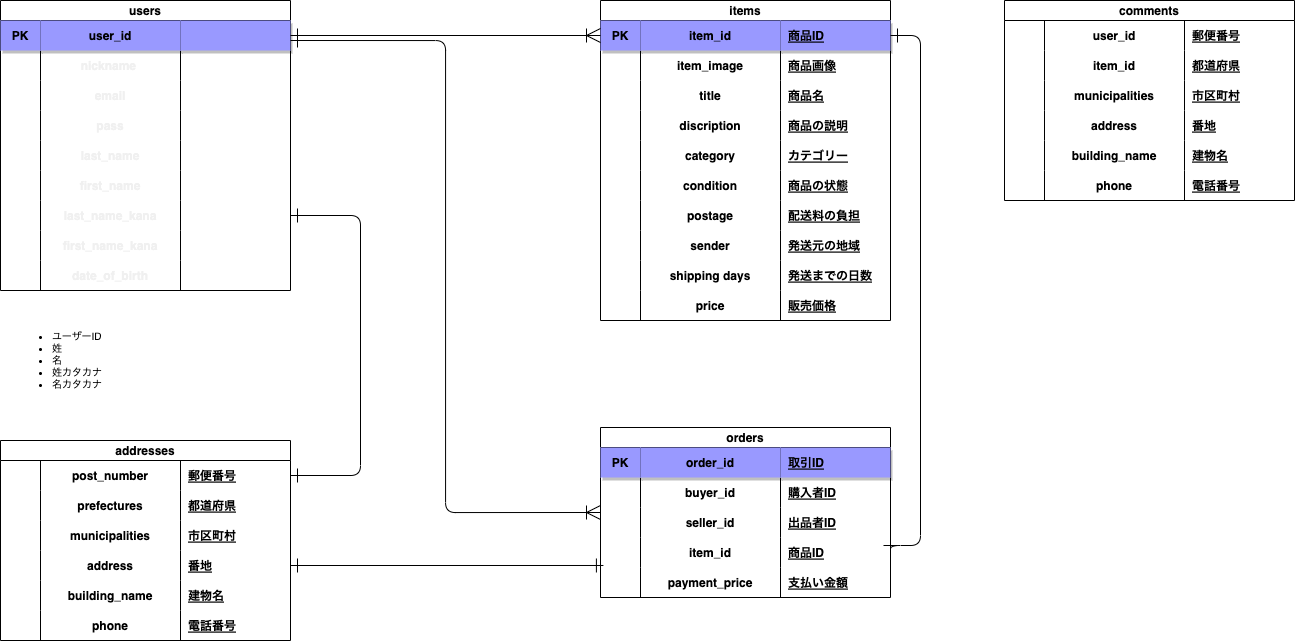 users
PK user_id
nickname
email
pass
last_name
first_name
last_name_kana
first_name_kana
date_of_birth
ユーザーID
姓
名
姓カタカナ
名カタカナ
addresses
post_number 郵便番号
prefectures 都道府県
municipalities 市区町村
address 番地
building_name 建物名
phone 電話番号
items
PK item_id 商品ID
item_image 商品画像
title 商品名
discription 商品の説明
category カテゴリー
condition 商品の状態
postage 配送料の負担
sender 発送元の地域
shipping days 発送までの日数
price 販売価格
orders
PK order_id 取引ID
buyer_id 購入者ID
seller_id 出品者ID
item_id 商品ID
payment_price 支払い金額
comments
user_id 郵便番号
item_id 都道府県
municipalities 市区町村
address 番地
building_name 建物名
phone 電話番号